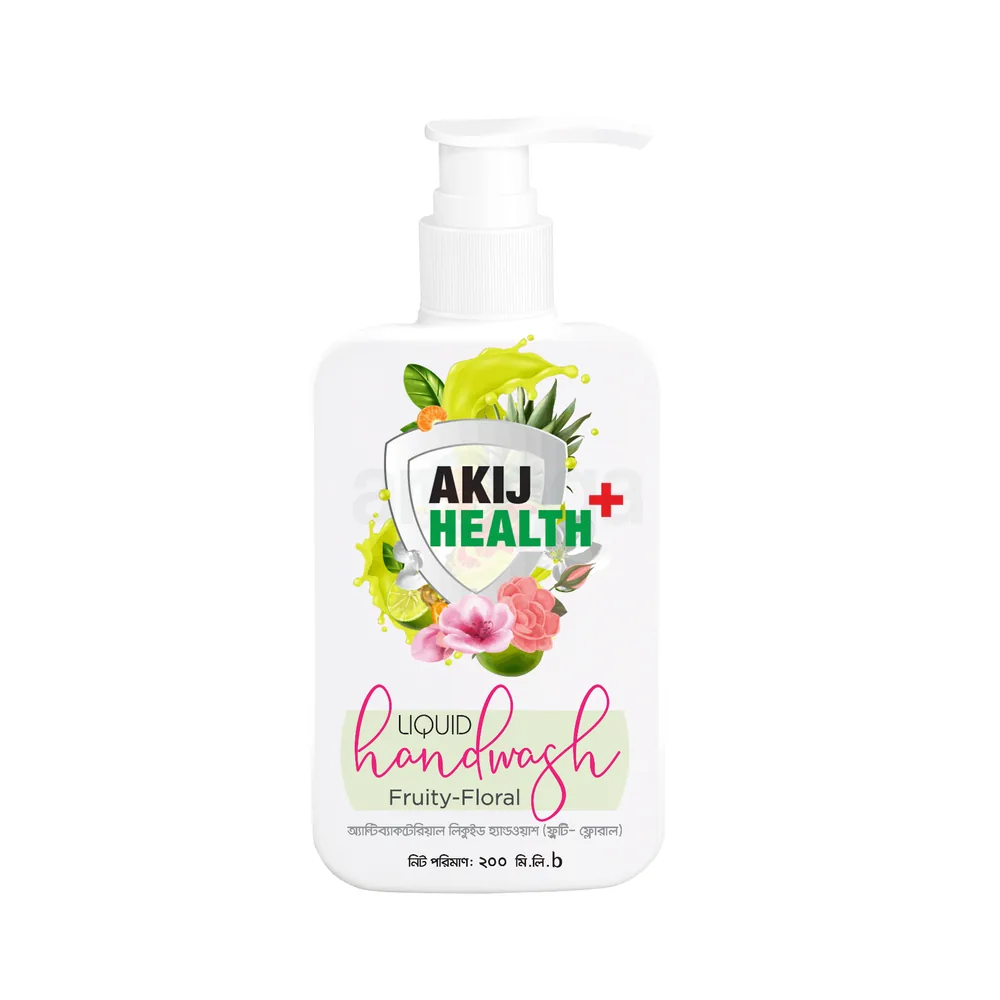 AKIJ
HEALTH+
LIQUID
handwash
Fruity-Floral
অ্যান্টিব্যাকটেরিয়াল লিকুইড হ্যান্ডওয়াশ (ফ্রুটি- ফ্লোরাল)
নিট পরিমাণ: ২০০ মি.লি.b